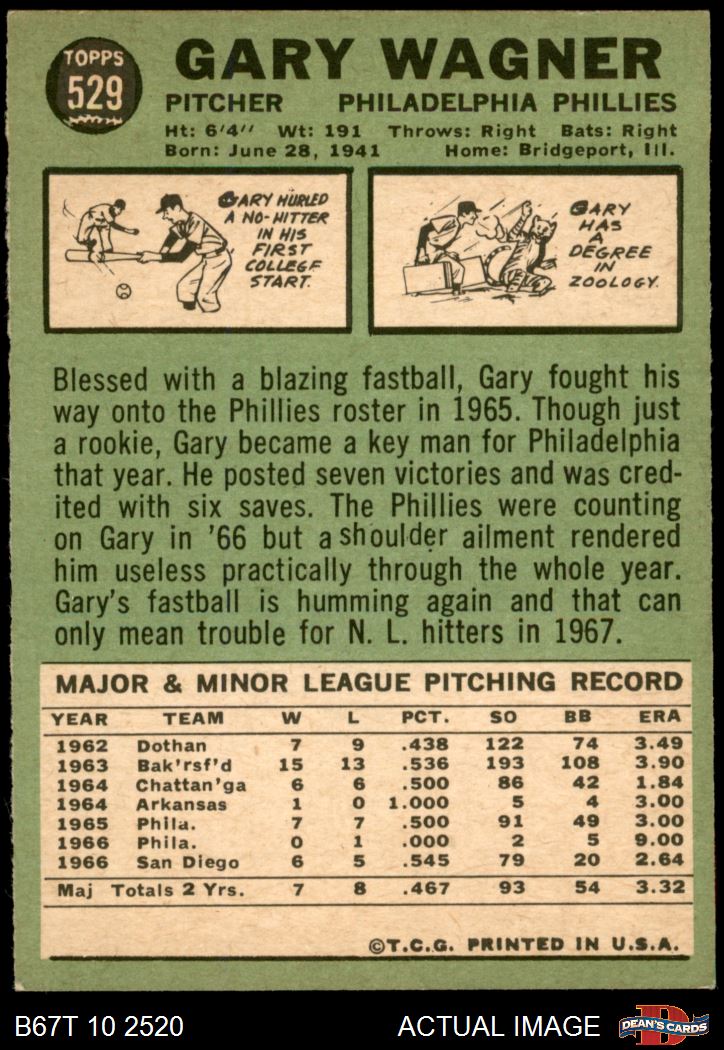 TOPPS
529
GARY WAGNER
PITCHER PHILADELPHIA PHILLIES
Ht: 6'4" Wt: 191 Throws: Right Bats: Right
Born: June 28, 1941 Home: Bridgeport, Ill.
GARY HURLED
A NO-HITTER
IN HIS
FIRST
COLLEGE
START.
GARY
HAS
A
DEGREE
IN
ZOOLOGY.
Blessed with a blazing fastball, Gary fought his
way onto the Phillies roster in 1965. Though just
a rookie, Gary became a key man for Philadelphia
that year. He posted seven victories and was cred-
ited with six saves. The Phillies were counting
on Gary in '66 but a shoulder ailment rendered
him useless practically through the whole year.
Gary's fastball is humming again and that can
only mean trouble for N. L. hitters in 1967.
MAJOR & MINOR LEAGUE PITCHING RECORD
YEAR TEAM W L PCT. SO BB ERA
1962 Dothan 7 9 .438 122 74 3.49
1963 Bak'rsf'd 15 13 .536 193 108 3.90
1964 Chattan'ga 6 6 .500 86 42 1.84
1964 Arkansas 1 0 1.000 5 4 3.00
1965 Phila. 7 7 .500 91 49 3.00
1966 Phila. 0 1 .000 2 5 9.00
1966 San Diego 6 5 .545 79 20 2.64
Maj Totals 2 Yrs. 7 8 .467 93 54 3.32
©T.C.G. PRINTED IN U.S.A.
B67T 10 2520 ACTUAL IMAGE
D
DEAN'S CARDS